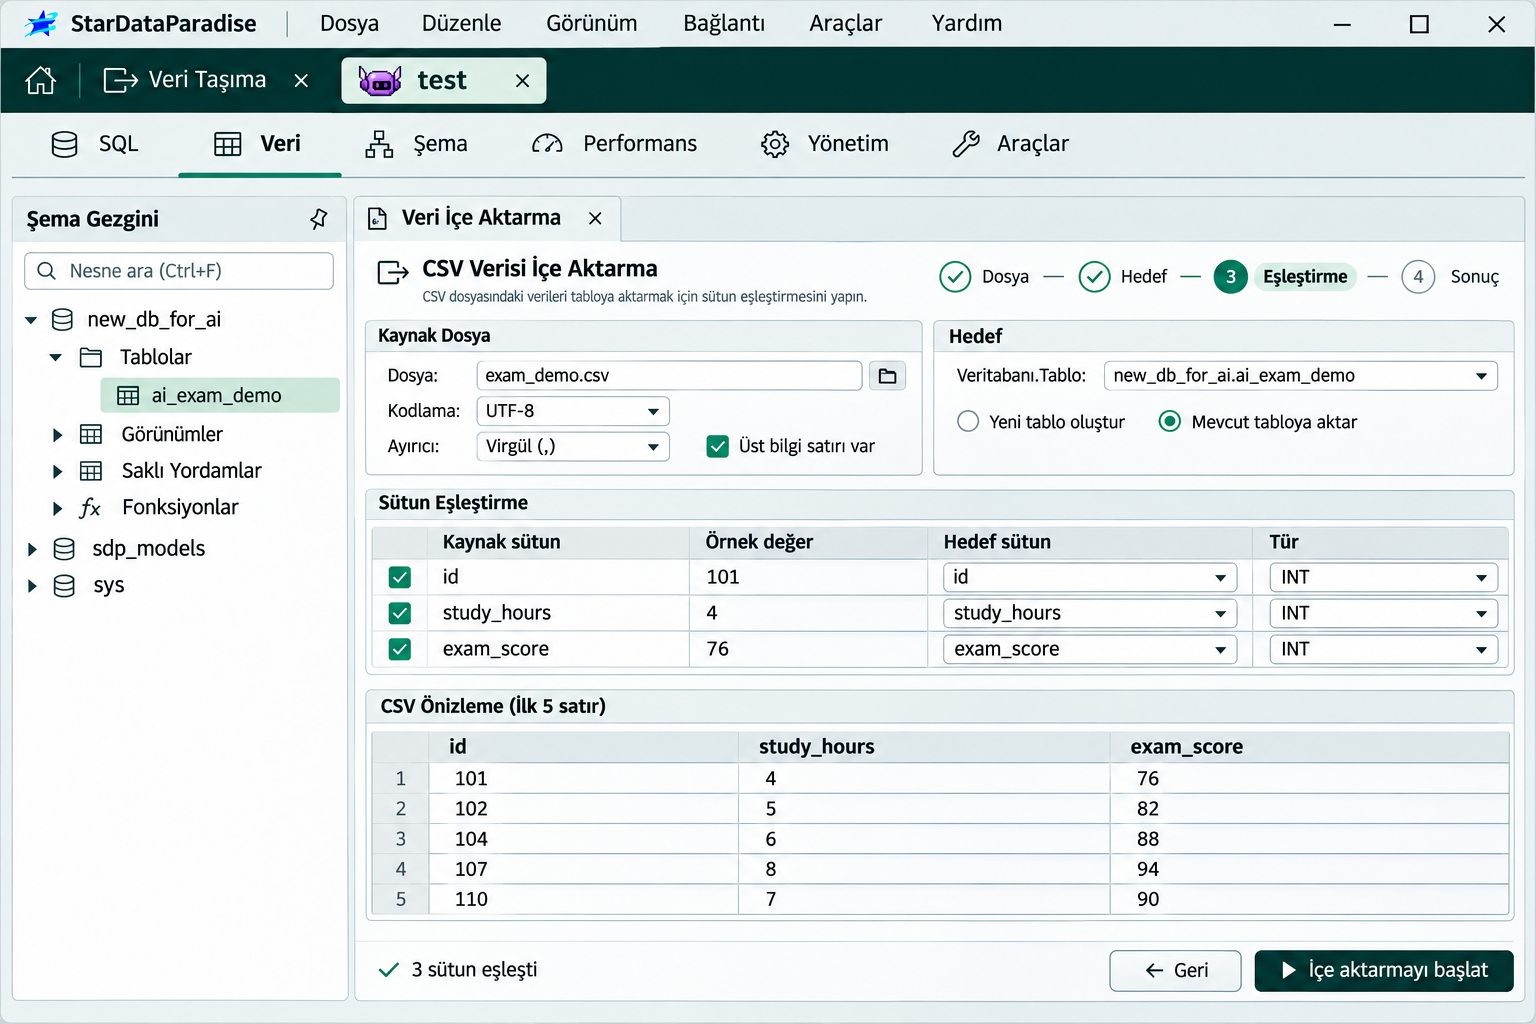 StarDataParadise Dosya Düzenle Görünüm Bağlantı Araçlar Yardım
Veri Taşıma test
SQL Veri Şema Performans Yönetim Araçlar
Şema Gezgini
Nesne ara (Ctrl+F)
new_db_for_ai
Tablolar
ai_exam_demo
Görünümler
Saklı Yordamlar
Fonksiyonlar
sdp_models
sys
Veri İçe Aktarma
CSV Verisi İçe Aktarma
CSV dosyasındaki verileri tabloya aktarmak için sütun eşleştirmesini yapın.
Dosya Hedef 3 Eşleştirme 4 Sonuç
Kaynak Dosya
Dosya: exam_demo.csv
Kodlama: UTF-8
Ayırıcı: Virgül (,) Üst bilgi satırı var
Hedef
Veritabanı.Tablo: new_db_for_ai.ai_exam_demo
Yeni tablo oluştur Mevcut tabloya aktar
Sütun Eşleştirme
Kaynak sütun Örnek değer Hedef sütun Tür
id 101 id INT
study_hours 4 study_hours INT
exam_score 76 exam_score INT
CSV Önizleme (İlk 5 satır)
id study_hours exam_score
1 101 4 76
2 102 5 82
3 104 6 88
4 107 8 94
5 110 7 90
3 sütun eşleşti
← Geri İçe aktarmayı başlat